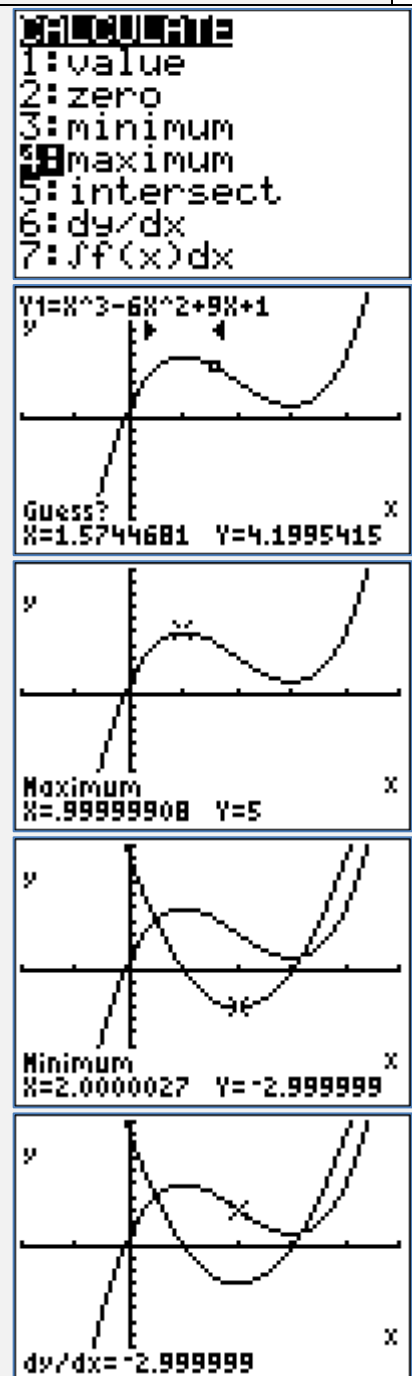 CALCULATE
1:value
2:zero
3:minimum
4:maximum
5:intersect
6:dy/dx
7:∫f(x)dx
Y1=X^3-6X^2+9X+1
y
Guess?
x
X=1.5744681 Y=4.1995415
y
Maximum
x
X=.99999908 Y=5
y
Minimum
x
X=2.0000027 Y=-2.999999
y
x
dy/dx=-2.999999